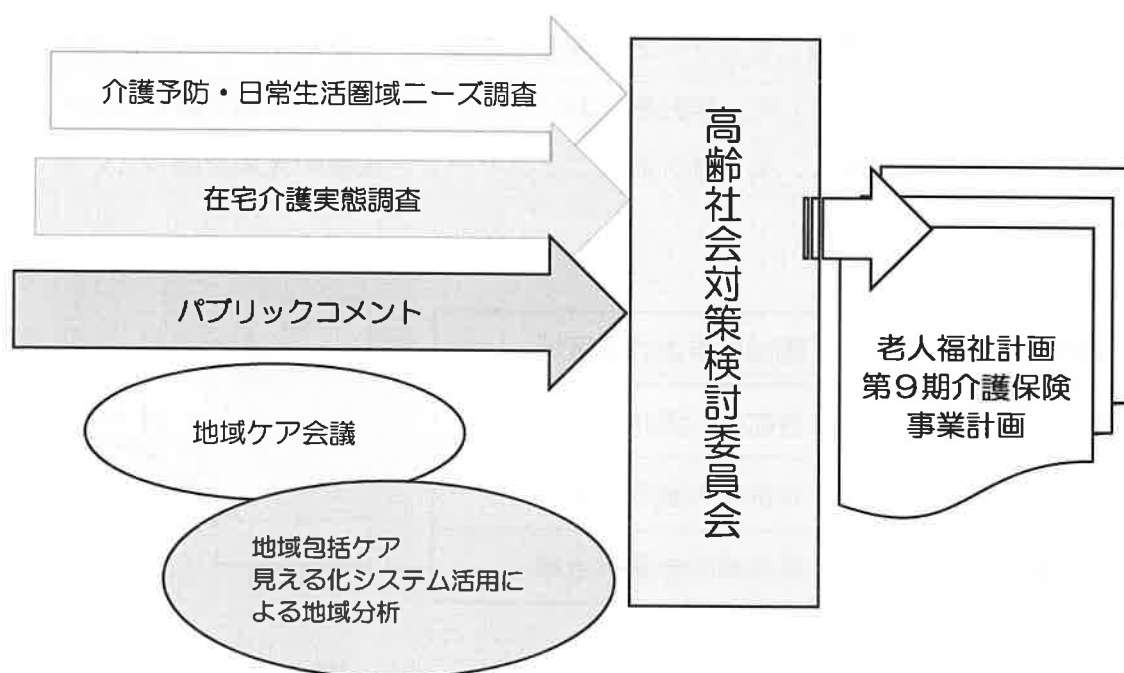 介護予防・日常生活圏域ニーズ調査
在宅介護実態調査
パブリックコメント
地域ケア会議
地域包括ケア
見える化システム活用に
よる地域分析
高齢社会対策検討委員会
老人福祉計画
第9期介護保険
事業計画